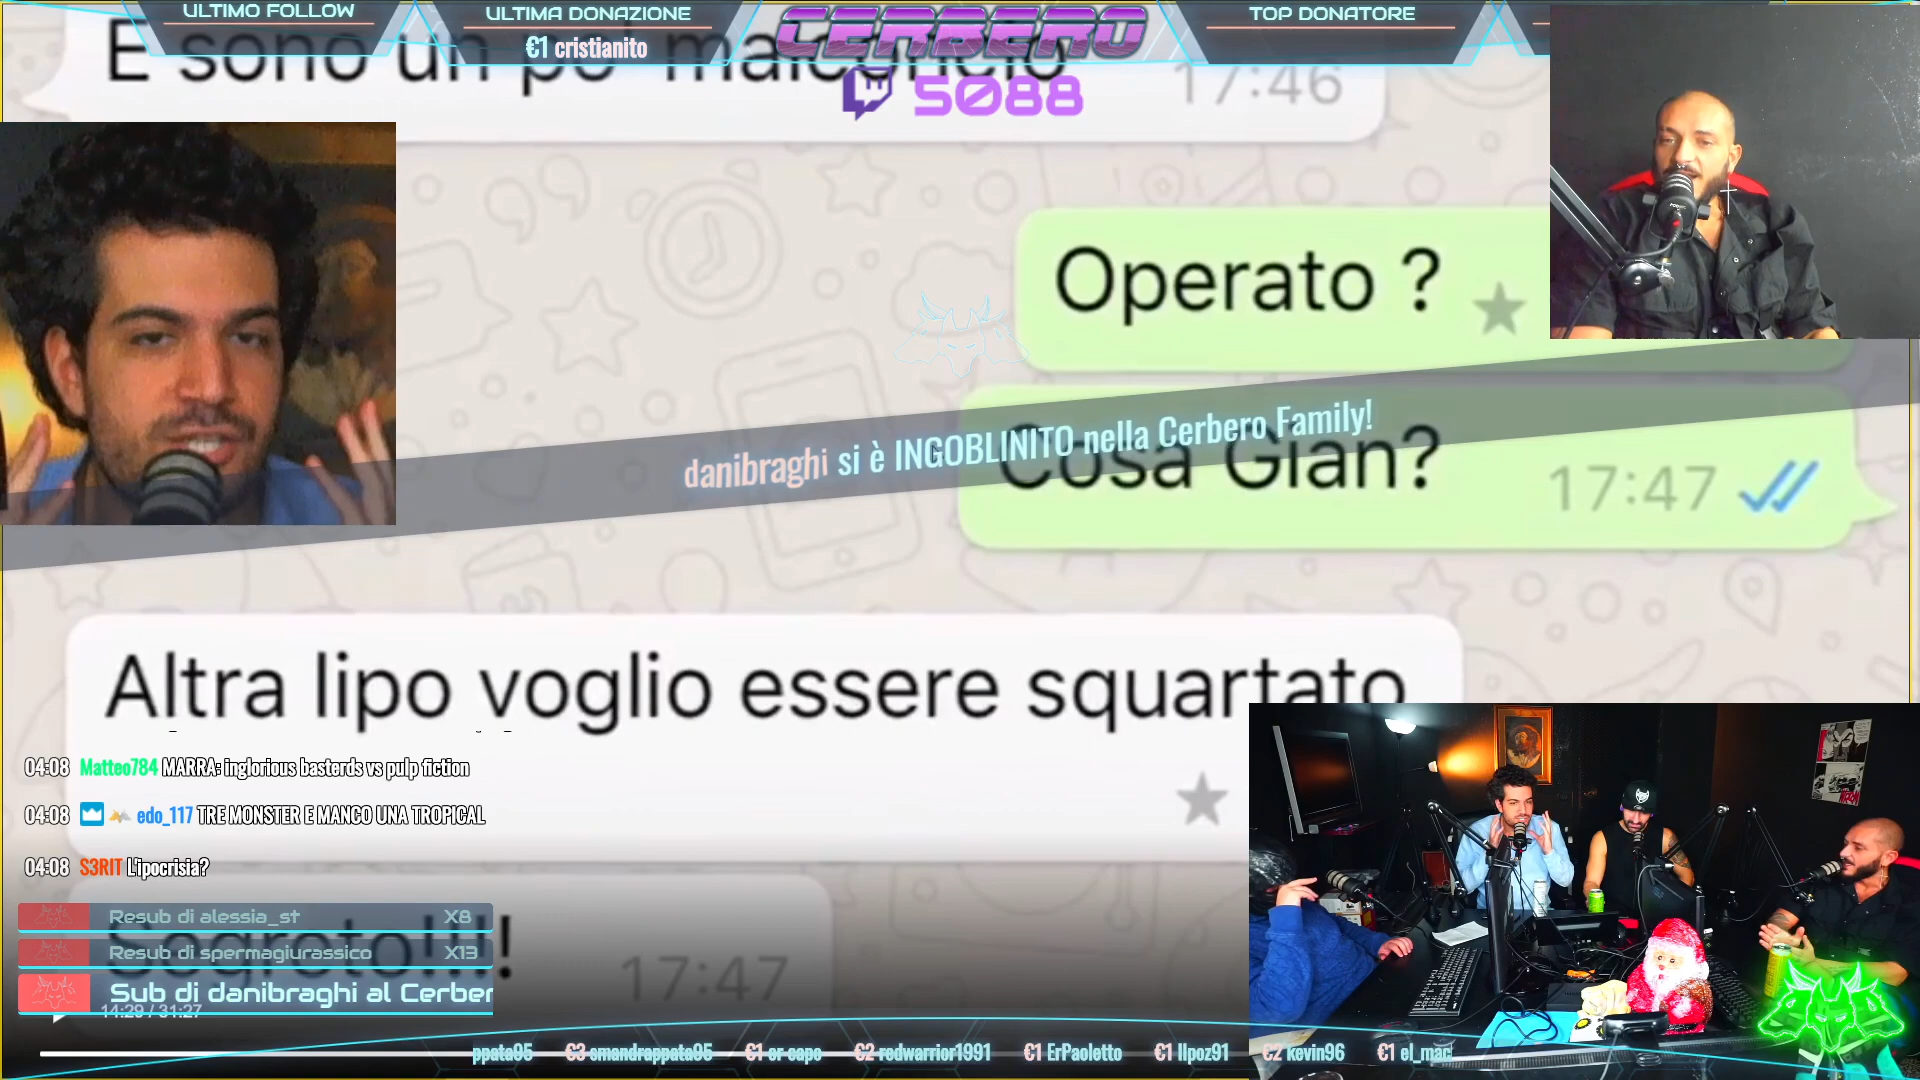 ULTIMO FOLLOW
ULTIMA DONAZIONE
€1 cristianito
CERBERO
5088
TOP DONATORE
E sono un po'
17:46
Operato ?
danibraghi si è INGOBLINITO nella Cerbero Family!
Cosa Gian?
17:47
Altra lipo voglio essere squartato
04:08 Matteo784 MARRA: inglorious basterds vs pulp fiction
04:08 edo_117 TRE MONSTER E MANCO UNA TROPICAL
04:08 S3RIT L'ipocrisia?
Resub di alessia_st X8
Resub di spermagiurassico X13
Segreto!!!!
17:47
Sub di danibraghi al Cerber
14:29 / 31:27
ppata95 €3 smandrappata95 €1 er capo €2 redwarrior1991 €1 ErPaoletto €1 llpoz91 €2 kevin96 €1 el_mac